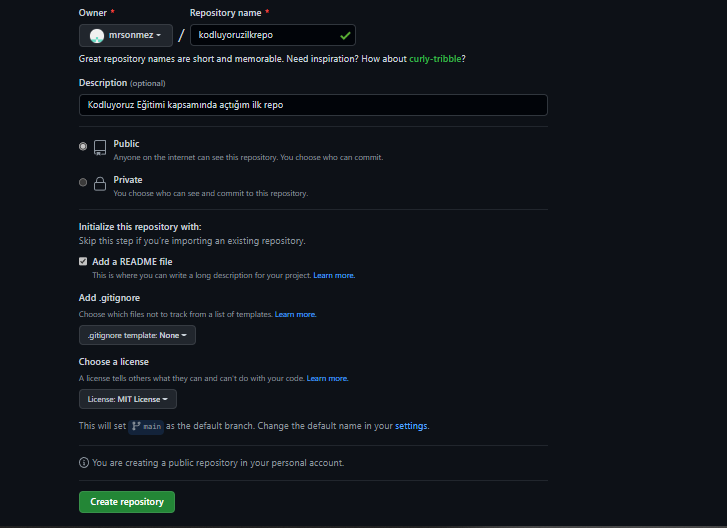 Owner * Repository name *
mrsonmez / kodluyoruzilkrepo
Great repository names are short and memorable. Need inspiration? How about curly-tribble?
Description (optional)
Kodluyoruz Eğitimi kapsamında açtığım ilk repo
Public
Anyone on the internet can see this repository. You choose who can commit.
Private
You choose who can see and commit to this repository.
Initialize this repository with:
Skip this step if you're importing an existing repository.
Add a README file
This is where you can write a long description for your project. Learn more.
Add .gitignore
Choose which files not to track from a list of templates. Learn more.
.gitignore template: None
Choose a license
A license tells others what they can and can't do with your code. Learn more.
License: MIT License
This will set main as the default branch. Change the default name in your settings.
You are creating a public repository in your personal account.
Create repository